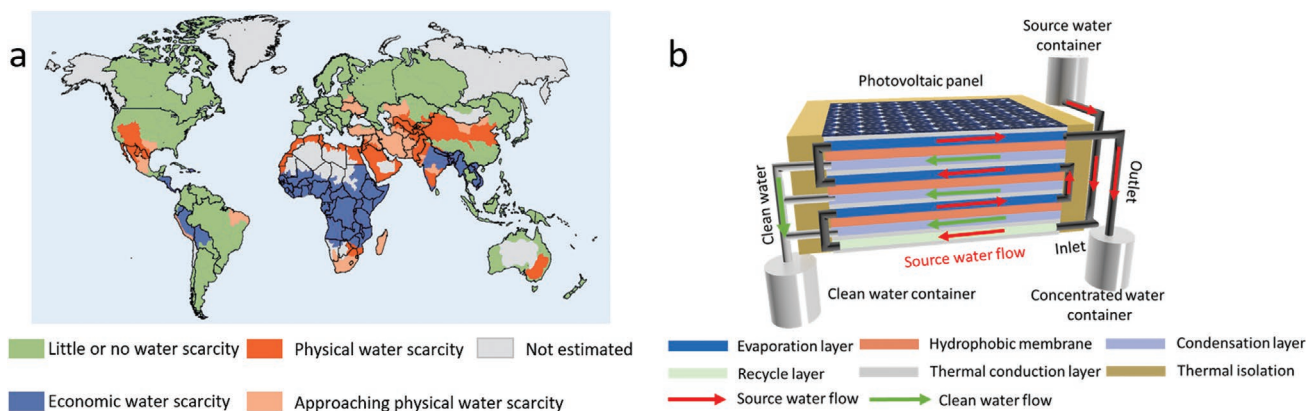 a
Little or no water scarcity
Physical water scarcity
Not estimated
Economic water scarcity
Approaching physical water scarcity
b
Source water
container
Photovoltaic panel
Clean water
Outlet
Inlet
Source water flow
Clean water container
Concentrated water
container
Evaporation layer
Hydrophobic membrane
Condensation layer
Recycle layer
Thermal conduction layer
Thermal isolation
Source water flow
Clean water flow